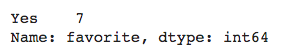 Yes    7
Name: favorite, dtype: int64